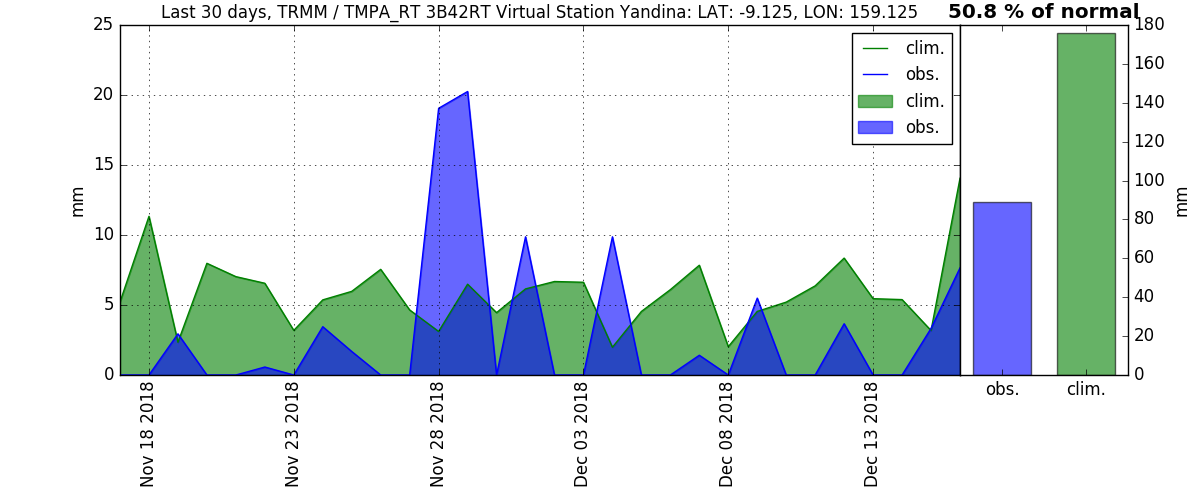 Last 30 days, TRMM / TMPA_RT 3B42RT Virtual Station Yandina: LAT: -9.125, LON: 159.125
50.8 % of normal
25
20
15
10
5
0
mm
clim.
obs.
clim.
obs.
180
160
140
120
100
80
60
40
20
0
mm
Nov 18 2018
Nov 23 2018
Nov 28 2018
Dec 03 2018
Dec 08 2018
Dec 13 2018
obs.
clim.